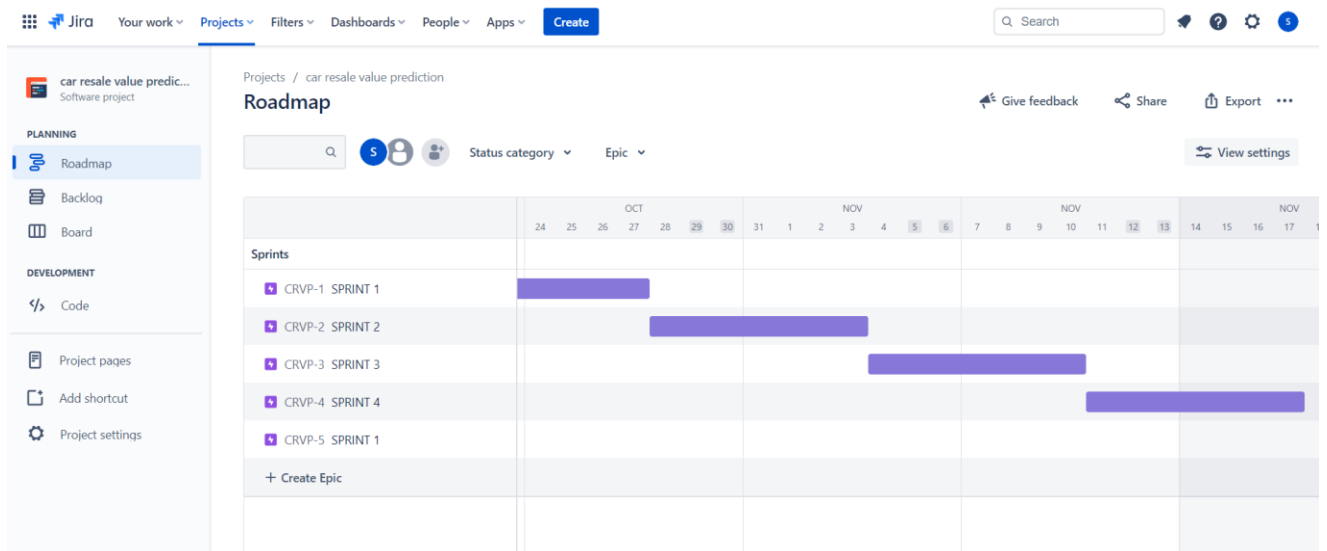 Jira Your work Projects Filters Dashboards People Apps Create Search S
car resale value predic...
Software project
PLANNING
Roadmap
Backlog
Board
DEVELOPMENT
Code
Project pages
Add shortcut
Project settings
Projects / car resale value prediction
Roadmap
Give feedback Share Export
S Status category Epic View settings
OCT NOV NOV NOV
24 25 26 27 28 29 30 31 1 2 3 4 5 6 7 8 9 10 11 12 13 14 15 16 17
Sprints
CRVP-1 SPRINT 1
CRVP-2 SPRINT 2
CRVP-3 SPRINT 3
CRVP-4 SPRINT 4
CRVP-5 SPRINT 1
+ Create Epic